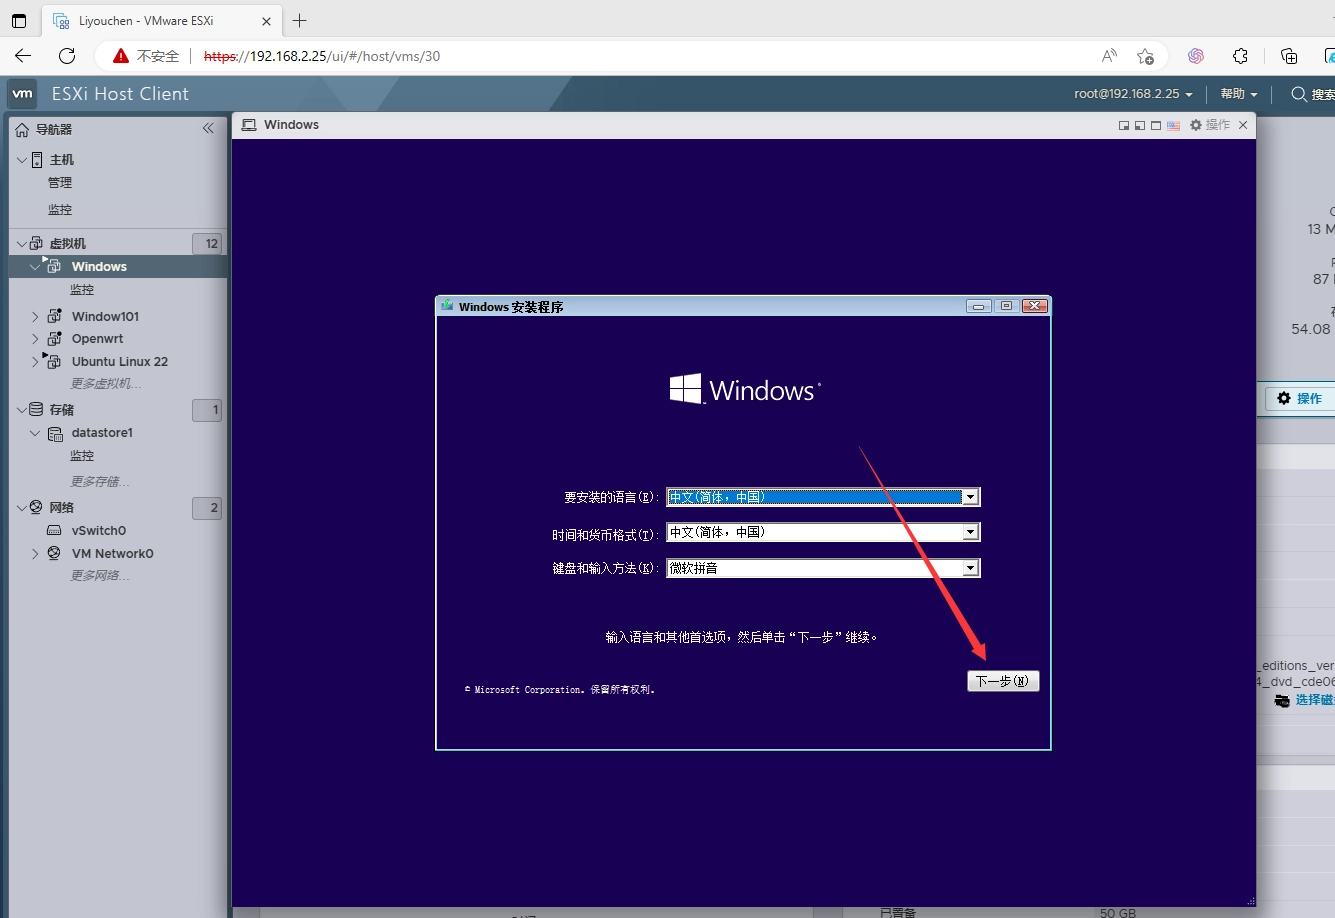 Liyouchen - VMware ESXi
不安全
https://192.168.2.25/ui/#/host/vms/30
vm
ESXi Host Client
root@192.168.2.25
帮助
搜索
导航器
主机
管理
监控
虚拟机
12
Windows
监控
Window101
Openwrt
Ubuntu Linux 22
更多虚拟机...
存储
1
datastore1
监控
更多存储...
网络
2
vSwitch0
VM Network0
更多网络...
Windows
操作
Windows 安装程序
Windows
要安装的语言(E):
中文(简体，中国)
时间和货币格式(T):
中文(简体，中国)
键盘和输入方法(K):
微软拼音
输入语言和其他首选项，然后单击“下一步”继续。
© Microsoft Corporation. 保留所有权利。
下一步(N)
13 M
87
54.08
操作
_editions_ver
4_dvd_cde06
选择磁
已置备
50 GB